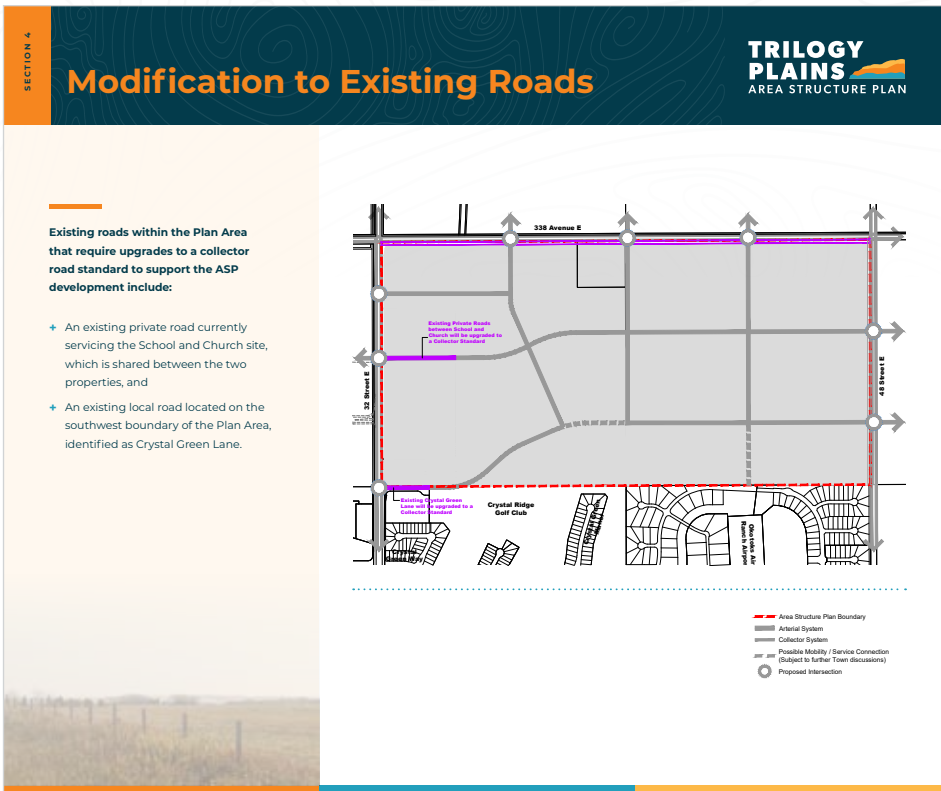 SECTION 4
Modification to Existing Roads
TRILOGY
PLAINS
AREA STRUCTURE PLAN
Existing roads within the Plan Area
that require upgrades to a collector
road standard to support the ASP
development include:
+ An existing private road currently
servicing the School and Church site,
which is shared between the two
properties, and
+ An existing local road located on the
southwest boundary of the Plan Area,
identified as Crystal Green Lane.
338 Avenue E
Existing Private Roads
between School and
Church will be upgraded to
a Collector Standard
32 Street E
48 Street E
Existing Crystal Green
Lane will be upgraded to a
Collector Standard
Crystal Ridge
Golf Club
Okotoks Air
Ranch Airpor
Area Structure Plan Boundary
Arterial System
Collector System
Possible Mobility / Service Connection
(Subject to further Town discussions)
Proposed Intersection